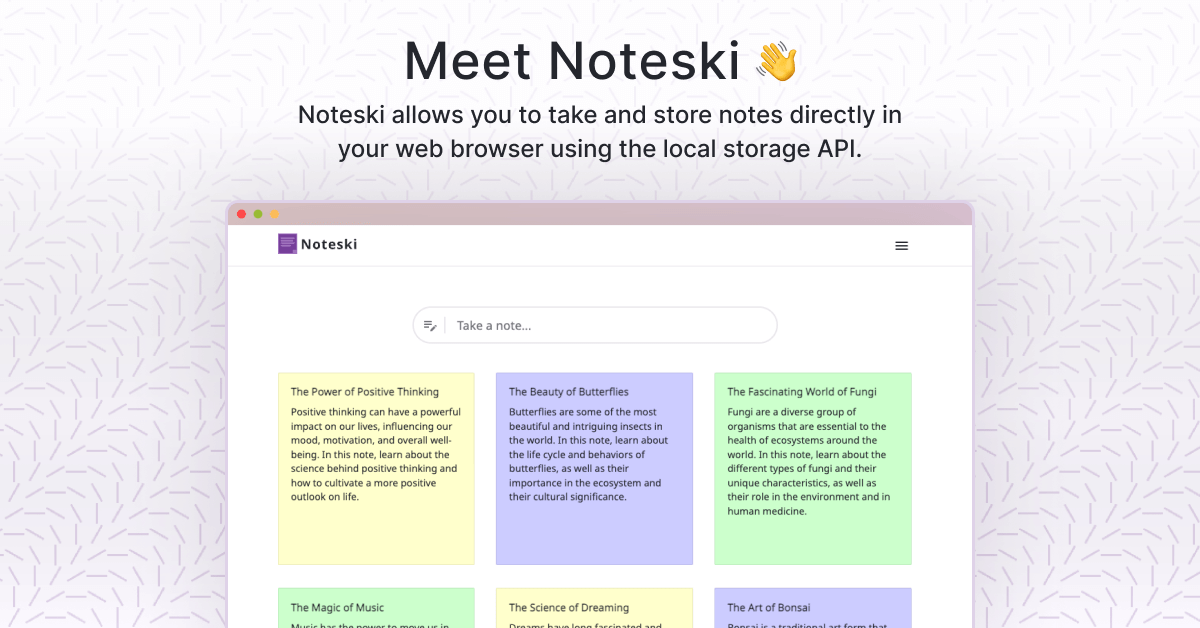 Meet Noteski 👋
Noteski allows you to take and store notes directly in
your web browser using the local storage API.
Noteski
Take a note...
The Power of Positive Thinking
Positive thinking can have a powerful
impact on our lives, influencing our
mood, motivation, and overall well-
being. In this note, learn about the
science behind positive thinking and
how to cultivate a more positive
outlook on life.
The Beauty of Butterflies
Butterflies are some of the most
beautiful and intriguing insects in
the world. In this note, learn about
the life cycle and behaviors of
butterflies, as well as their
importance in the ecosystem and
their cultural significance.
The Fascinating World of Fungi
Fungi are a diverse group of
organisms that are essential to the
health of ecosystems around the
world. In this note, learn about the
different types of fungi and their
unique characteristics, as well as
their role in the environment and in
human medicine.
The Magic of Music
Music has the power to move us in
The Science of Dreaming
Dreams have long fascinated and
The Art of Bonsai
Bonsai is a traditional art form that